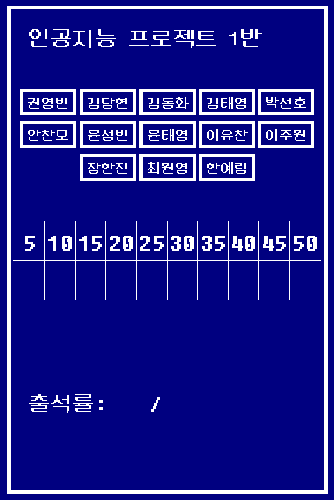 인공지능 프로젝트 1반
권영빈 김당현 김동화 김태영 박선호
안찬모 윤성빈 윤태영 이유찬 이주원
장한진 최원영 한예림
5 10 15 20 25 30 35 40 45 50
출석률: /